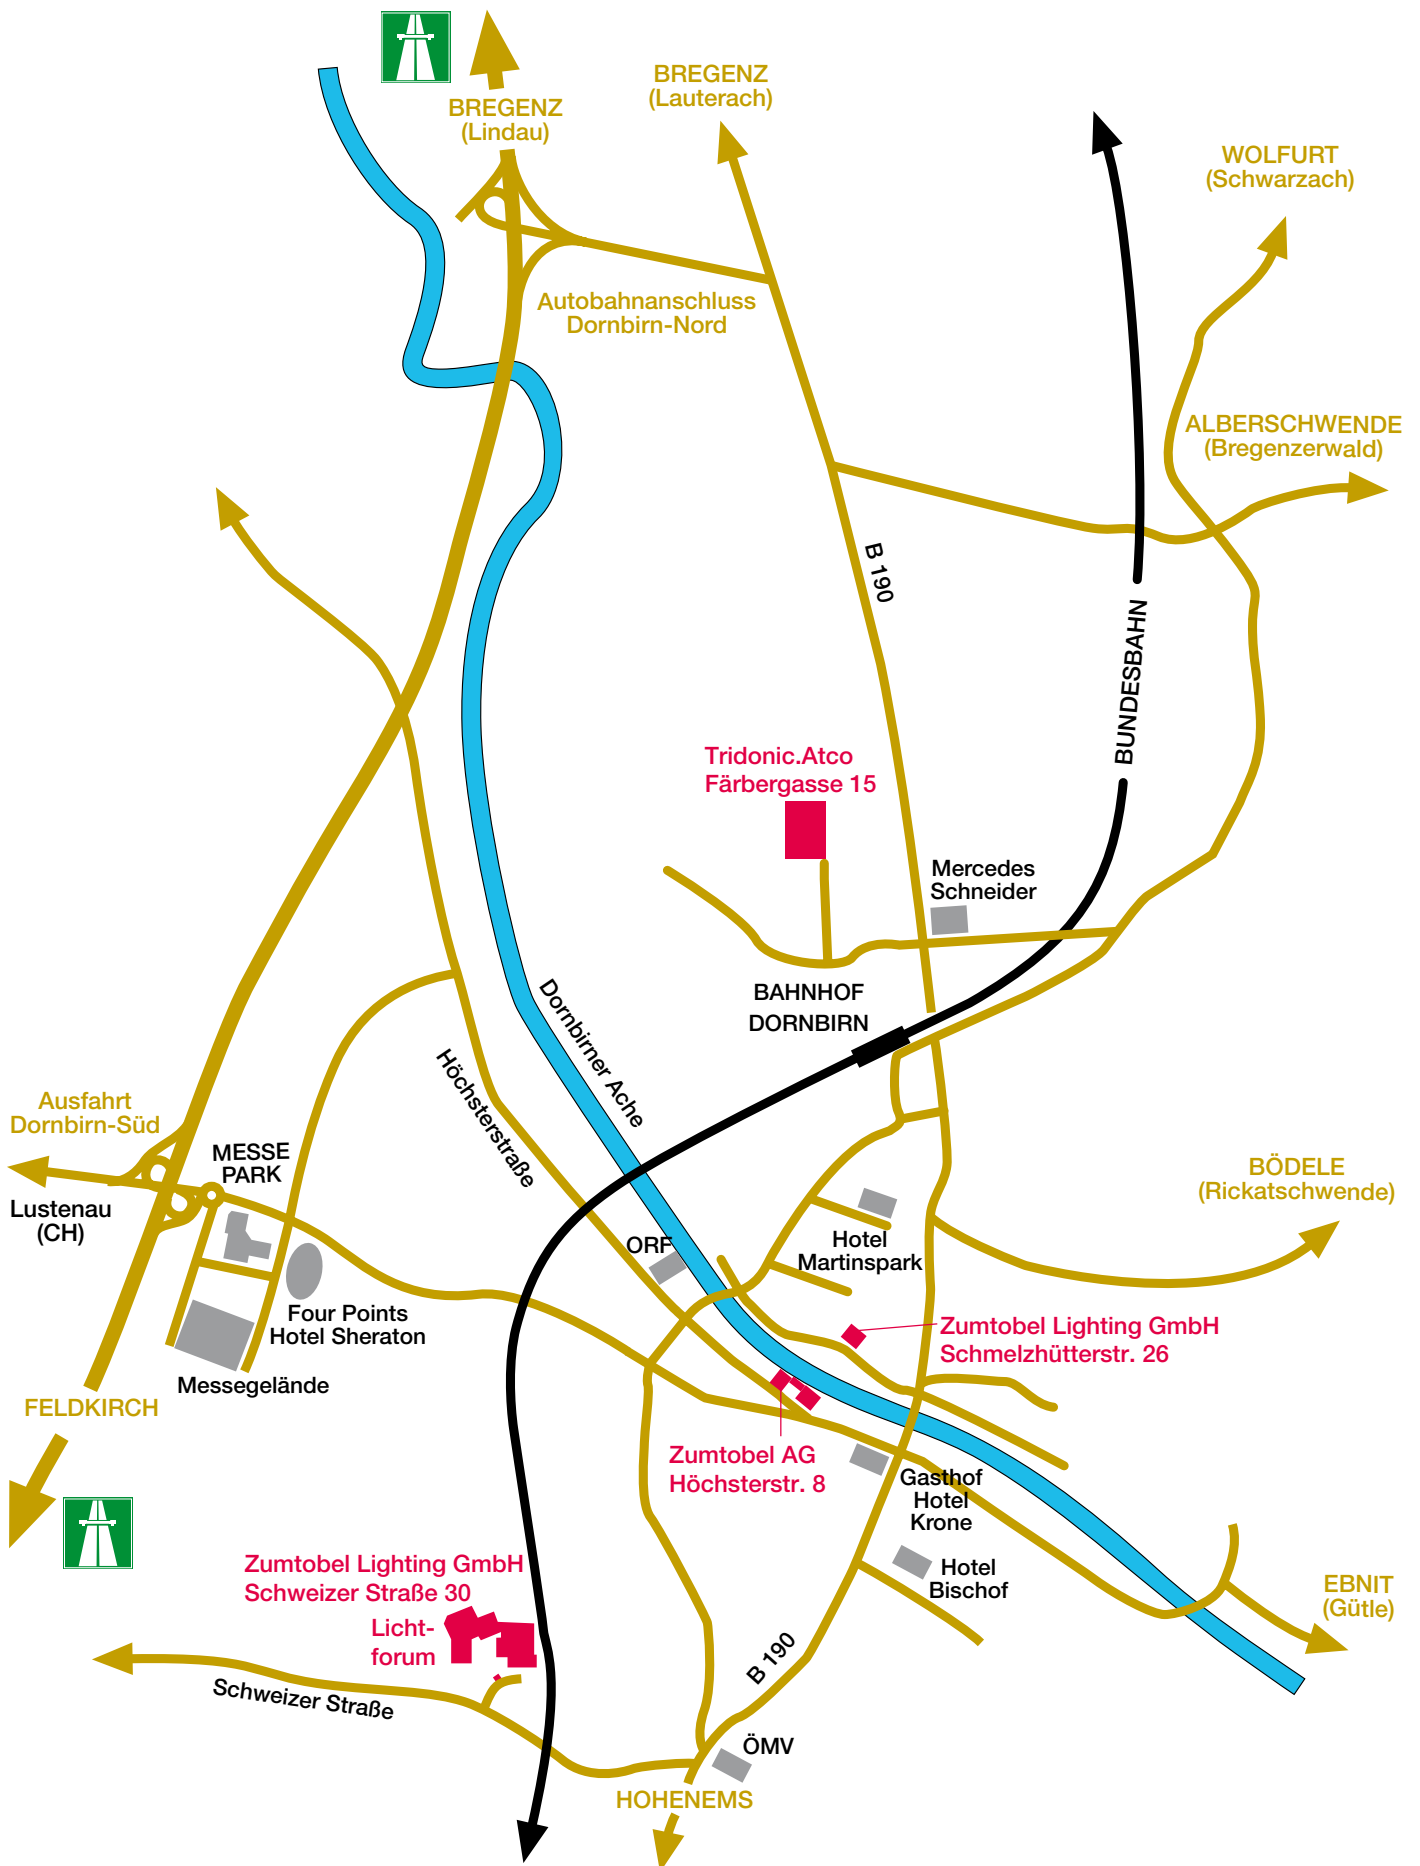 BREGENZ
(Lindau)
BREGENZ
(Lauterach)
WOLFURT
(Schwarzach)
Autobahnanschluss
Dornbirn-Nord
ALBERSCHWENDE
(Bregenzerwald)
B 190
BUNDESBAHN
Tridonic.Atco
Färbergasse 15
Mercedes
Schneider
BAHNHOF
DORNBIRN
Dornbirner Ache
Höchsterstraße
Ausfahrt
Dornbirn-Süd
MESSE
PARK
Lustenau
(CH)
BÖDELE
(Rickatschwende)
ORF
Hotel
Martinspark
Four Points
Hotel Sheraton
Zumtobel Lighting GmbH
Schmelzhütterstr. 26
Messegelände
FELDKIRCH
Zumtobel AG
Höchsterstr. 8
Gasthof
Hotel
Krone
Hotel
Bischof
Zumtobel Lighting GmbH
Schweizer Straße 30
Licht-
forum
EBNIT
(Gütle)
B 190
Schweizer Straße
ÖMV
HOHENEMS